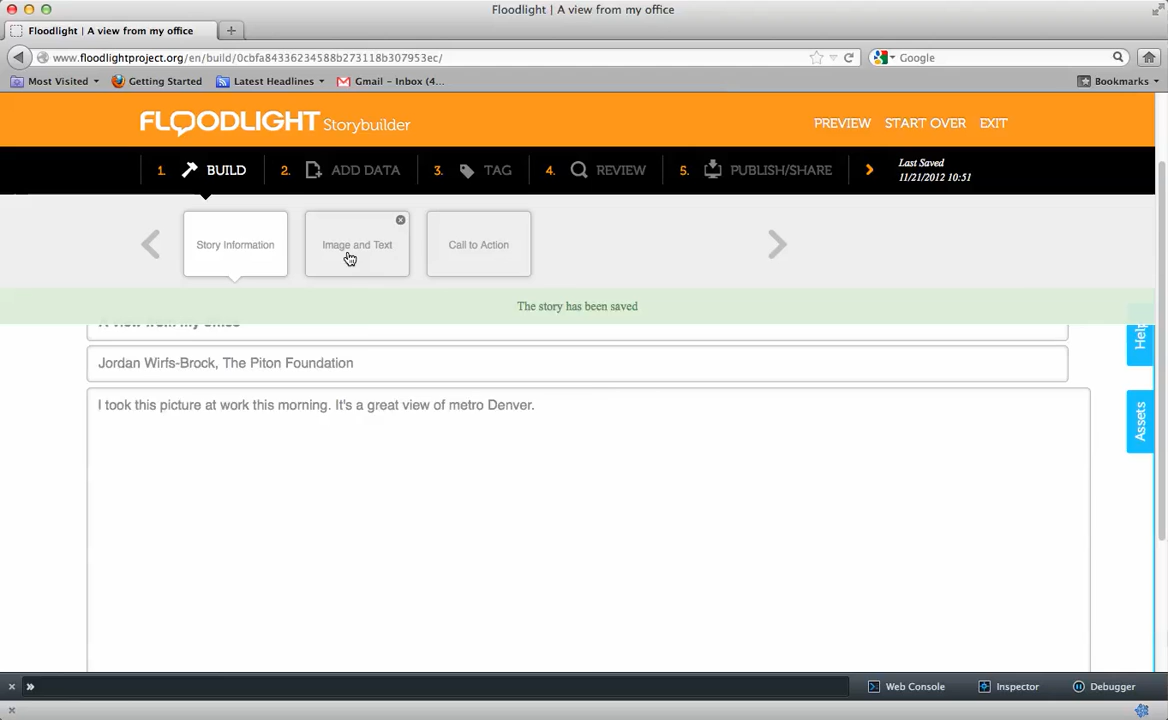 Floodlight | A view from my office
Floodlight | A view from my office
www.floodlightproject.org/en/build/0cbfa84336234588b273118b307953ec/
Google
Most Visited
Getting Started
Latest Headlines
Gmail - Inbox (4...
Bookmarks
FLOODLIGHT Storybuilder
PREVIEW START OVER EXIT
1. BUILD 2. ADD DATA 3. TAG 4. REVIEW 5. PUBLISH/SHARE
Last Saved
11/21/2012 10:51
Story Information
Image and Text
Call to Action
The story has been saved
A view from my office
Help
Jordan Wirfs-Brock, The Piton Foundation
I took this picture at work this morning. It's a great view of metro Denver.
Assets
Web Console
Inspector
Debugger